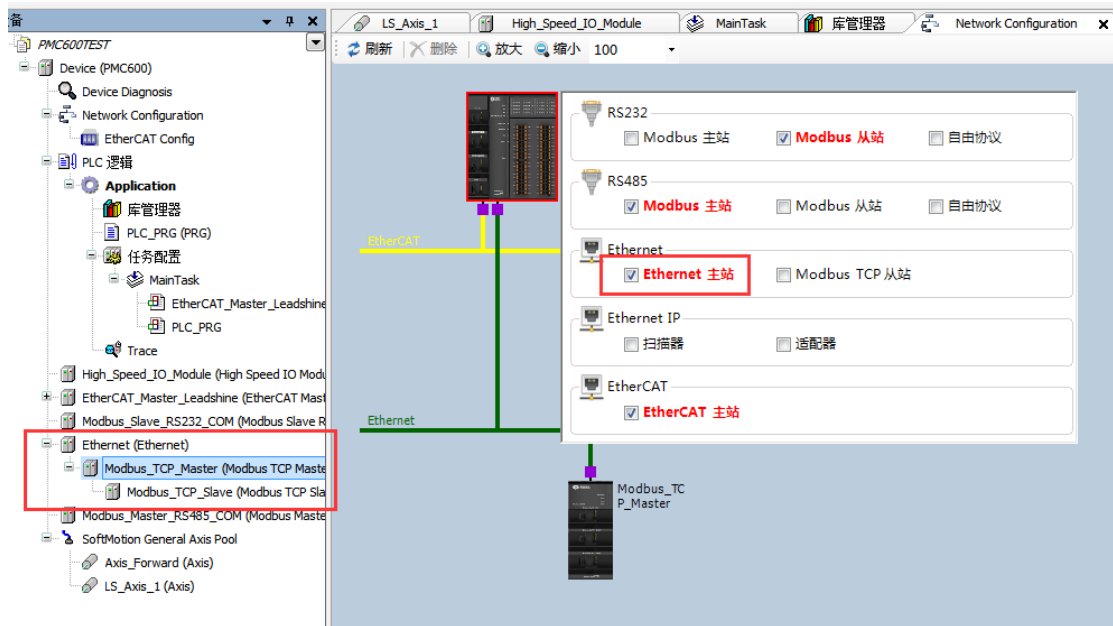 备
PMC600TEST
Device (PMC600)
Device Diagnosis
Network Configuration
EtherCAT Config
PLC 逻辑
Application
库管理器
PLC_PRG (PRG)
任务配置
MainTask
EtherCAT_Master_Leadshine
PLC_PRG
Trace
High_Speed_IO_Module (High Speed IO Modu
EtherCAT_Master_Leadshine (EtherCAT Mast
Modbus_Slave_RS232_COM (Modbus Slave R
Ethernet (Ethernet)
Modbus_TCP_Master (Modbus TCP Maste
Modbus_TCP_Slave (Modbus TCP Sla
Modbus_Master_RS485_COM (Modbus Maste
SoftMotion General Axis Pool
Axis_Forward (Axis)
LS_Axis_1 (Axis)
LS_Axis_1 High_Speed_IO_Module MainTask 库管理器 Network Configuration
刷新 删除 放大 缩小 100
RS232
Modbus 主站 Modbus 从站 自由协议
RS485
Modbus 主站 Modbus 从站 自由协议
Ethernet
Ethernet 主站 Modbus TCP 从站
Ethernet IP
扫描器 适配器
EtherCAT
EtherCAT 主站
EtherCAT
Ethernet
Modbus_TC
P_Master